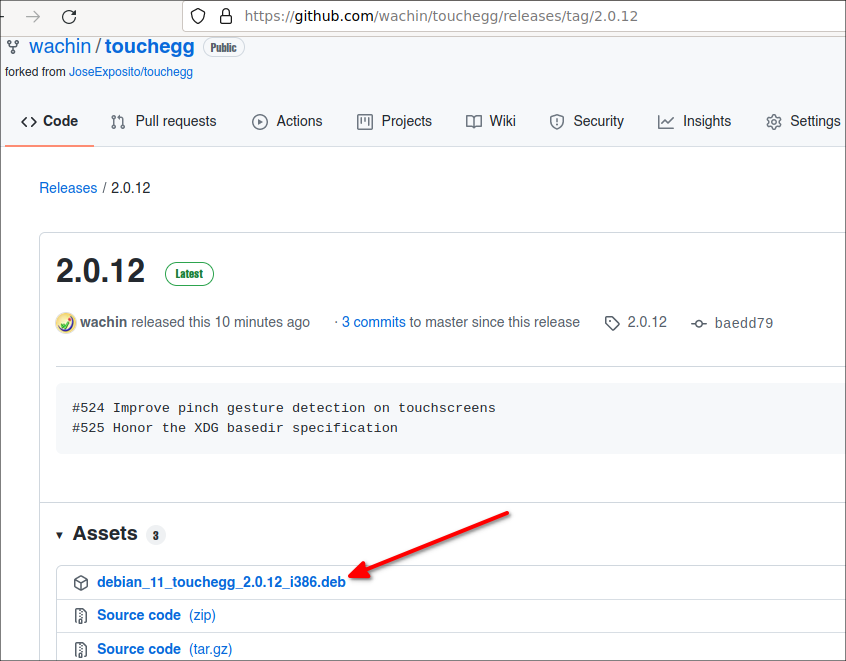 https://github.com/wachin/touchegg/releases/tag/2.0.12
wachin/touchegg Public
forked from JoseExposito/touchegg
<> Code Pull requests Actions Projects Wiki Security Insights Settings
Releases / 2.0.12
2.0.12 Latest
wachin released this 10 minutes ago · 3 commits to master since this release 2.0.12 baedd79
#524 Improve pinch gesture detection on touchscreens
#525 Honor the XDG basedir specification
▾ Assets 3
debian_11_touchegg_2.0.12_i386.deb
Source code (zip)
Source code (tar.gz)